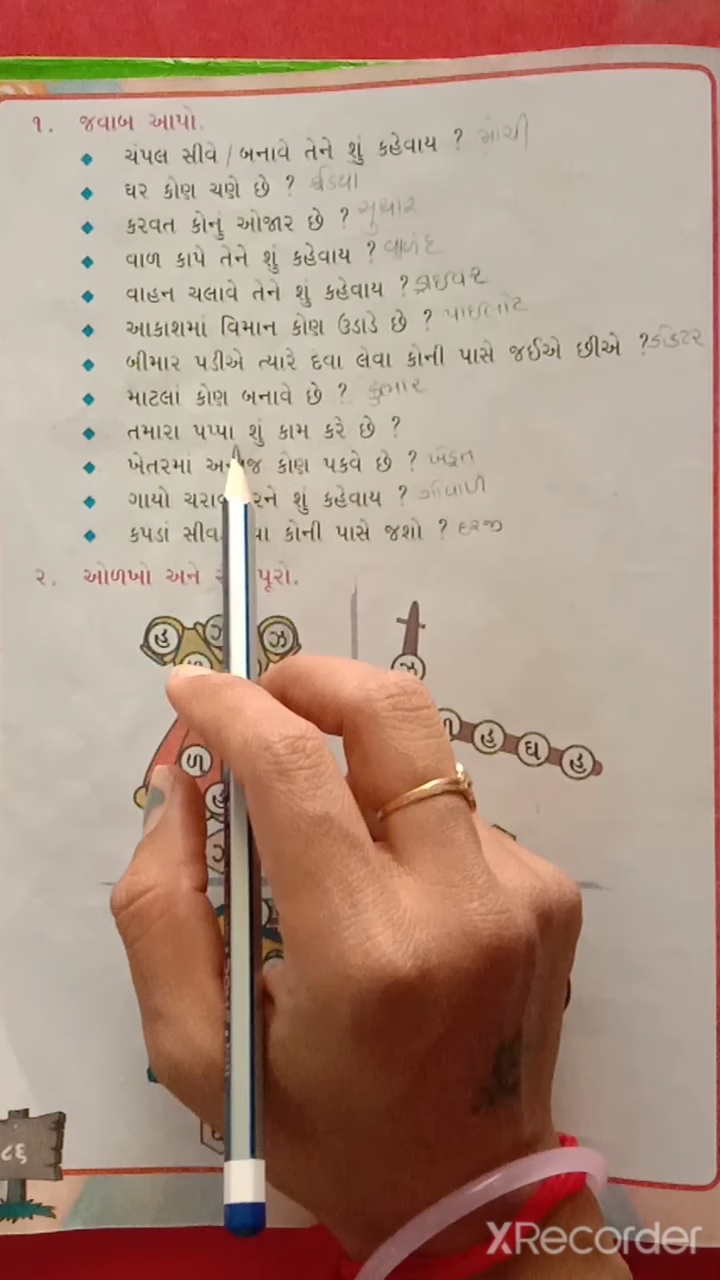 ૧. જવાબ આપો.
ચંપલ સીવે / બનાવે તેને શું કહેવાય ? મોચી
ઘર કોણ ચણે છે ? કડિયા
કરવત કોનું ઓજાર છે ? સુથાર
વાળ કાપે તેને શું કહેવાય ? વાળંદ
વાહન ચલાવે તેને શું કહેવાય ? ડ્રાઇવર
આકાશમાં વિમાન કોણ ઉડાડે છે ? પાઇલોટ
બીમાર પડીએ ત્યારે દવા લેવા કોની પાસે જઈએ છીએ ? ડૉકટર
માટલાં કોણ બનાવે છે ? કુંભાર
તમારા પપ્પા શું કામ કરે છે ?
ખેતરમાં કોણ પકવે છે ? ખેડૂત
ગાયો શું કહેવાય ? ગોવાળ
કપડાં કોની પાસે જશો ? દરજી
૨. ઓળખો અને પૂરો.
હ ઝ
ઝ
હ ઘ હ
ળ
૮૬
XRecorder